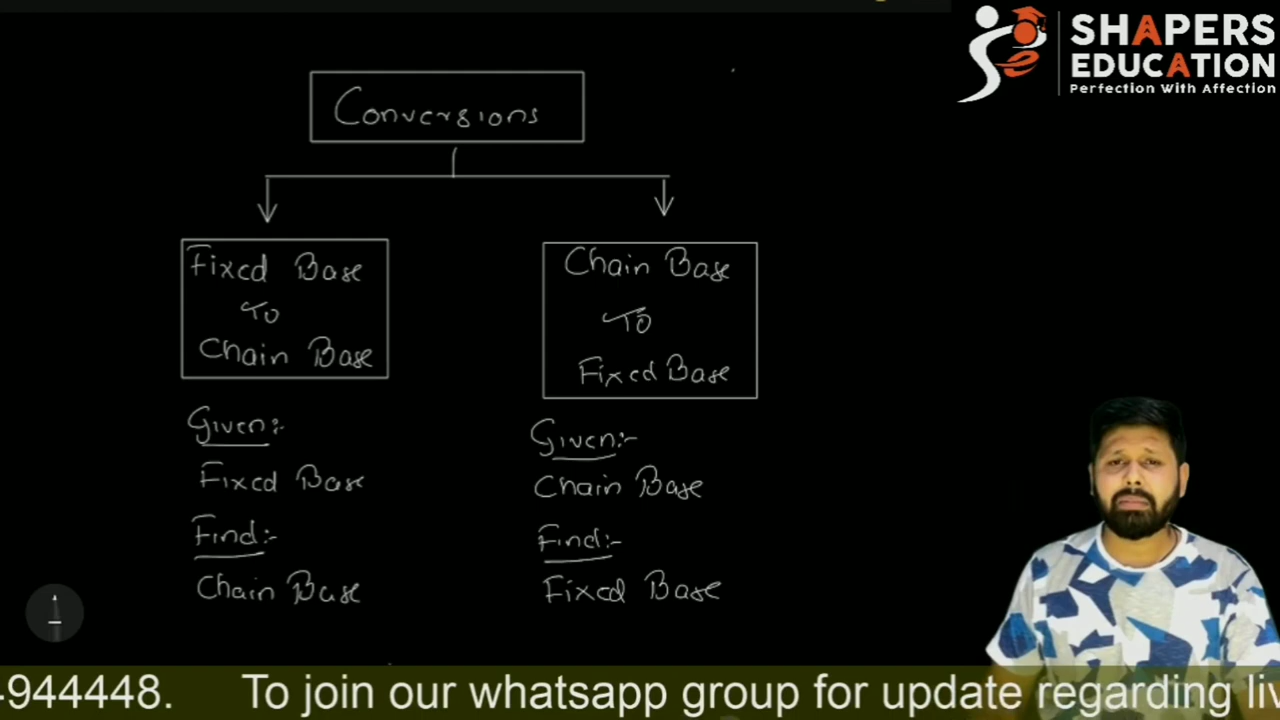 SHAPERS
EDUCATION
Perfection With Affection
Conversions
Fixed Base
To
Chain Base
Given:-
Fixed Base
Find:-
Chain Base
Chain Base
To
Fixed Base
Given:-
Chain Base
Find:-
Fixed Base
-944448. To join our whatsapp group for update regarding liv